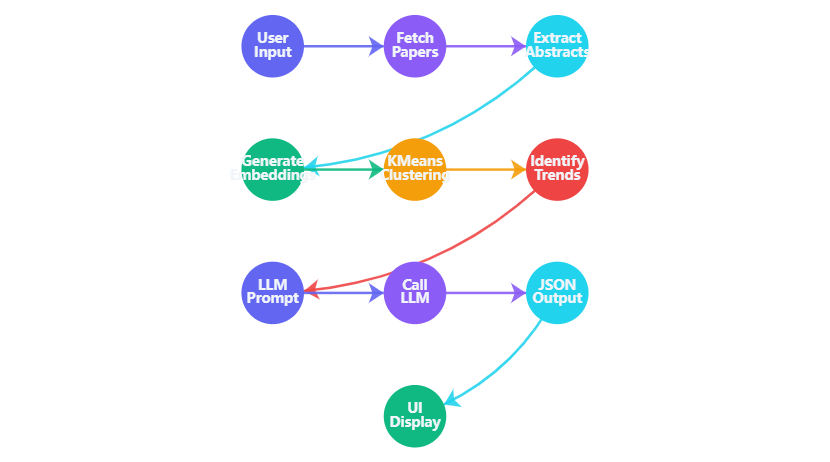 User
Input
Fetch
Papers
Extract
Abstracts
Generate
Embeddings
KMeans
Clustering
Identify
Trends
LLM
Prompt
Call
LLM
JSON
Output
UI
Display